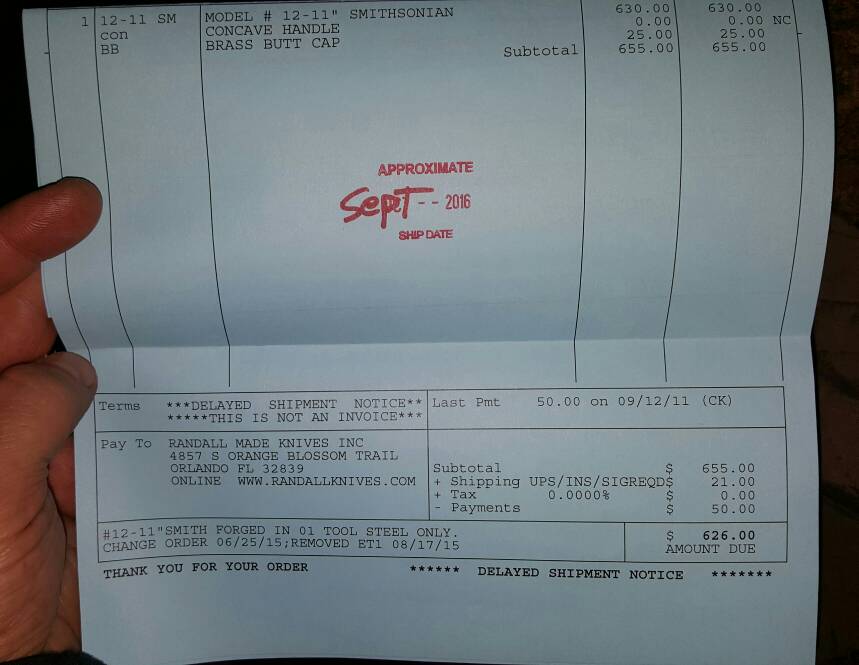 1 12-11 SM MODEL # 12-11" SMITHSONIAN 630.00 630.00
con CONCAVE HANDLE 0.00 0.00 NC
BB BRASS BUTT CAP 25.00 25.00
Subtotal 655.00 655.00
APPROXIMATE
Sept -- 2016
SHIP DATE
Terms ***DELAYED SHIPMENT NOTICE**
*****THIS IS NOT AN INVOICE***
Last Pmt 50.00 on 09/12/11 (CK)
Pay To RANDALL MADE KNIVES INC
4857 S ORANGE BLOSSOM TRAIL
ORLANDO FL 32839
ONLINE WWW.RANDALLKNIVES.COM
Subtotal $ 655.00
+ Shipping UPS/INS/SIGREQD$ 21.00
+ Tax 0.0000% $ 0.00
- Payments $ 50.00
#12-11"SMITH FORGED IN 01 TOOL STEEL ONLY.
CHANGE ORDER 06/25/15;REMOVED ET1 08/17/15
$ 626.00
AMOUNT DUE
THANK YOU FOR YOUR ORDER ****** DELAYED SHIPMENT NOTICE *******